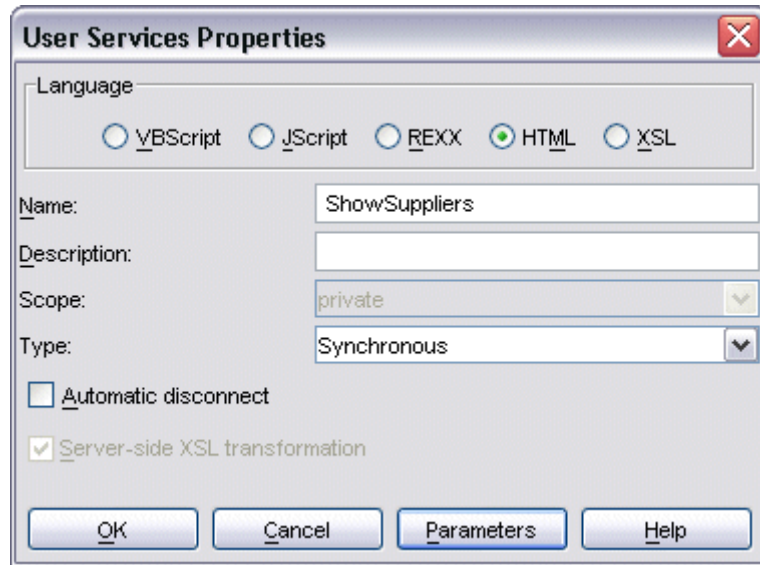 User Services Properties
Language
VBScript JScript REXX HTML XSL
Name: ShowSuppliers
Description:
Scope: private
Type: Synchronous
Automatic disconnect
Server-side XSL transformation
OK Cancel Parameters Help